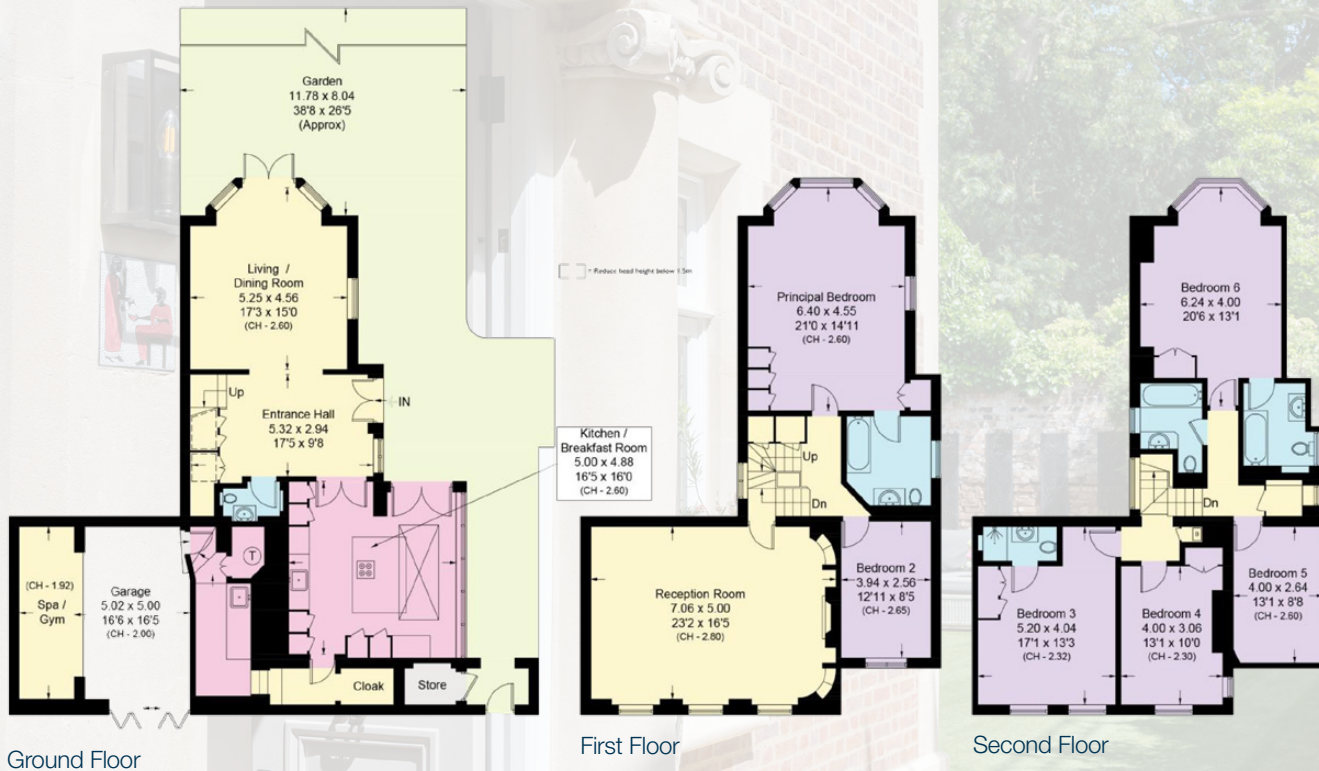 Garden
11.78 x 8.04
38'8 x 26'5
(Approx)
Living /
Dining Room
5.25 x 4.56
17'3 x 15'0
(CH - 2.60)
Up
Entrance Hall
5.32 x 2.94
17'5 x 9'8
IN
Kitchen /
Breakfast Room
5.00 x 4.88
16'5 x 16'0
(CH - 2.60)
(CH - 1.92)
Spa /
Gym
Garage
5.02 x 5.00
16'6 x 16'5
(CH - 2.00)
T
Cloak
Store
Ground Floor
= Reduce head height below 1.5m
Principal Bedroom
6.40 x 4.55
21'0 x 14'11
(CH - 2.60)
Up
Dn
Reception Room
7.06 x 5.00
23'2 x 16'5
(CH - 2.80)
Bedroom 2
3.94 x 2.56
12'11 x 8'5
(CH - 2.65)
First Floor
Bedroom 6
6.24 x 4.00
20'6 x 13'1
Dn
Bedroom 3
5.20 x 4.04
17'1 x 13'3
(CH - 2.32)
Bedroom 4
4.00 x 3.06
13'1 x 10'0
(CH - 2.30)
Bedroom 5
4.00 x 2.64
13'1 x 8'8
(CH - 2.60)
Second Floor